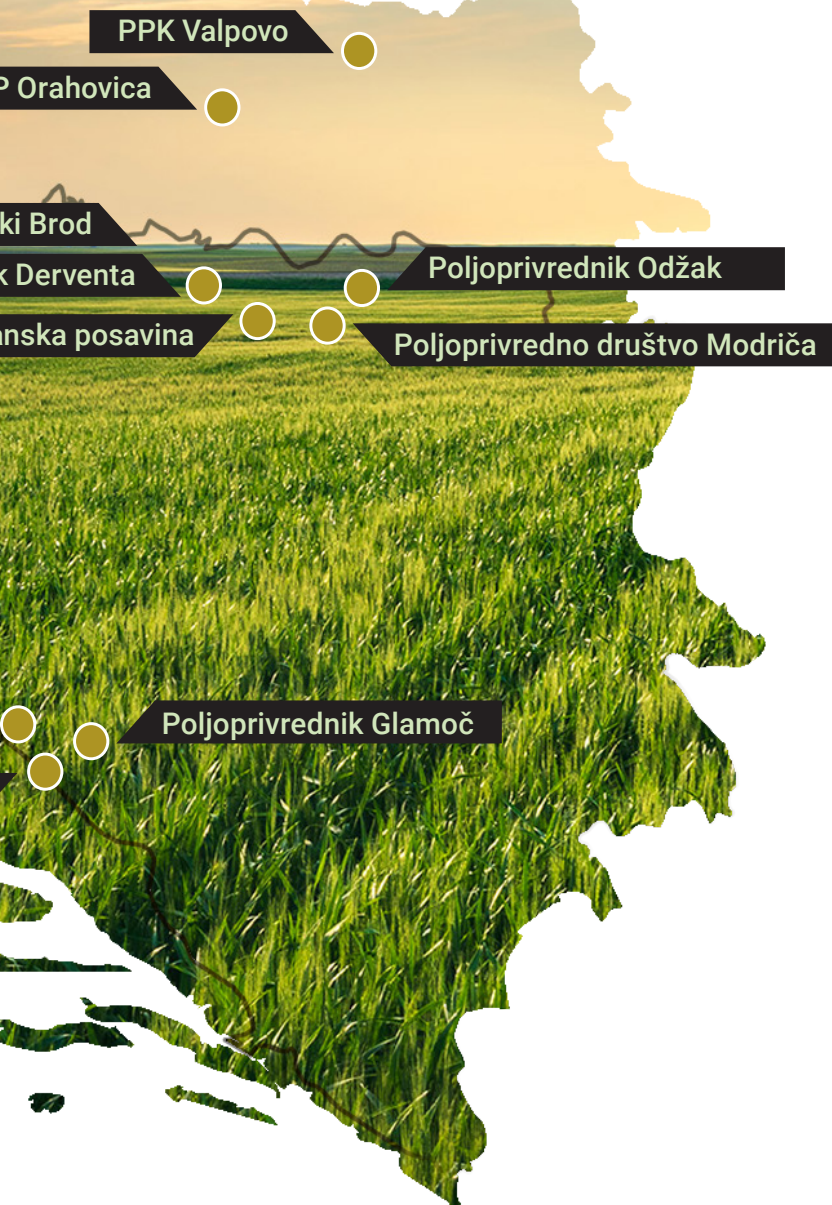 PPK Valpovo
P Orahovica
ki Brod
k Derventa
Poljoprivrednik Odžak
anska posavina
Poljoprivredno društvo Modriča
Poljoprivrednik Glamoč